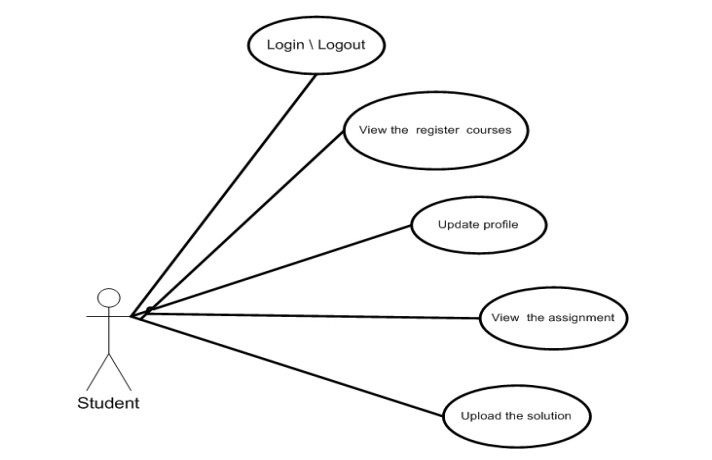 Login \ Logout
View the register courses
Update profile
View the assignment
Student
Upload the solution